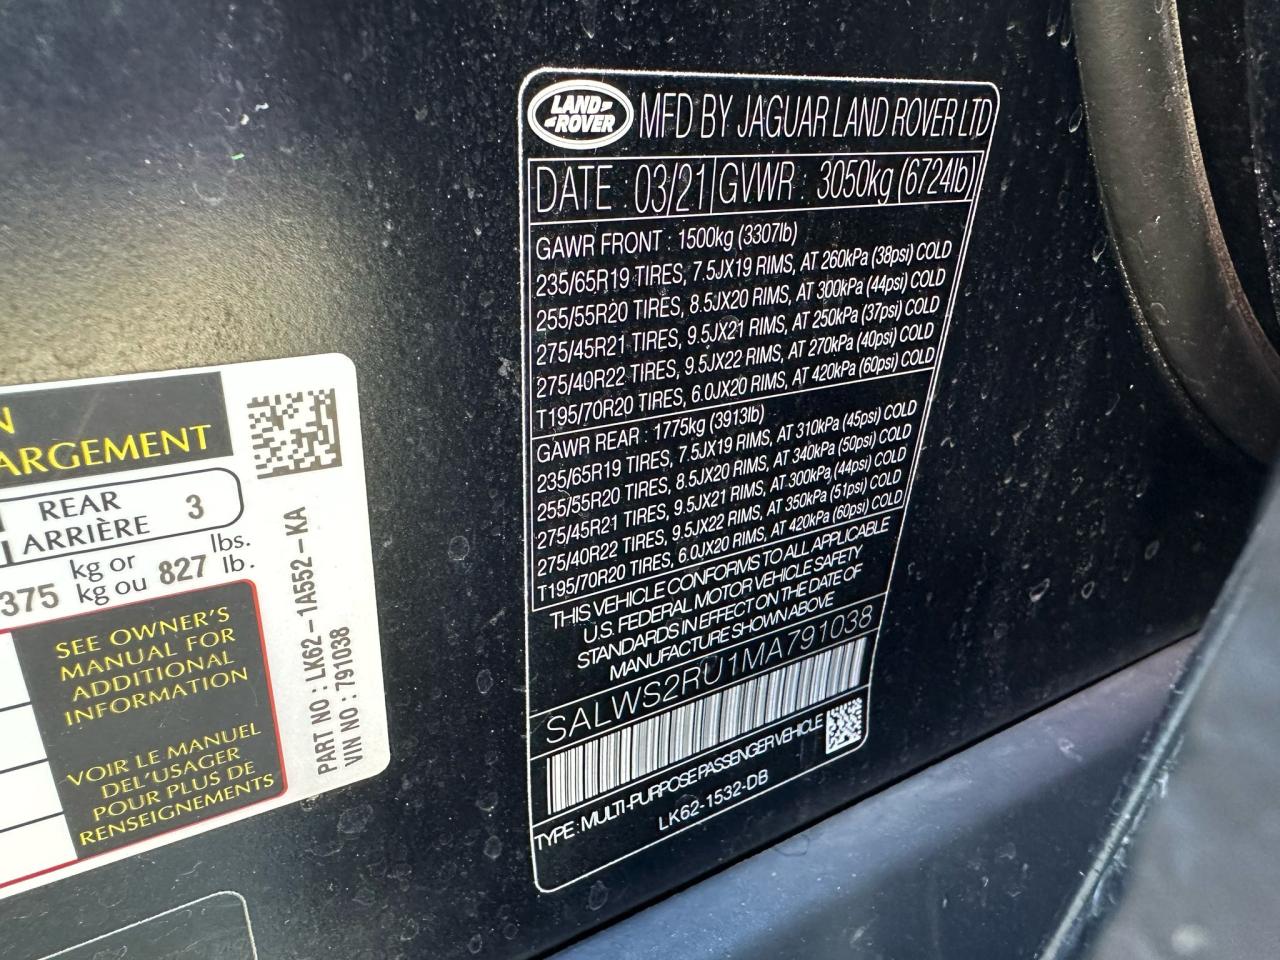 LAND-
-ROVER
MFD BY JAGUAR LAND ROVER LTD
DATE : 03/21 GVWR : 3050kg (6724lb)
GAWR FRONT : 1500kg (3307lb)
235/65R19 TIRES, 7.5JX19 RIMS, AT 260kPa (38psi) COLD
255/55R20 TIRES, 8.5JX20 RIMS, AT 300kPa (44psi) COLD
275/45R21 TIRES, 9.5JX21 RIMS, AT 250kPa (37psi) COLD
275/40R22 TIRES, 9.5JX22 RIMS, AT 270kPa (40psi) COLD
T195/70R20 TIRES, 6.0JX20 RIMS, AT 420kPa (60psi) COLD
GAWR REAR : 1775kg (3913lb)
235/65R19 TIRES, 7.5JX19 RIMS, AT 310kPa (45psi) COLD
255/55R20 TIRES, 8.5JX20 RIMS, AT 340kPa (50psi) COLD
275/45R21 TIRES, 9.5JX21 RIMS, AT 300kPa (44psi) COLD
275/40R22 TIRES, 9.5JX22 RIMS, AT 350kPa (51psi) COLD
T195/70R20 TIRES, 6.0JX20 RIMS, AT 420kPa (60psi) COLD
THIS VEHICLE CONFORMS TO ALL APPLICABLE
U.S. FEDERAL MOTOR VEHICLE SAFETY
STANDARDS IN EFFECT ON THE DATE OF
MANUFACTURE SHOWN ABOVE
SALWS2RU1MA791038
TYPE : MULTI-PURPOSE PASSENGER VEHICLE
LK62-1532-DB
N
ARGEMENT
REAR
ARRIÈRE 3
375 kg or
kg ou 827 lbs.
lb.
SEE OWNER'S
MANUAL FOR
ADDITIONAL
INFORMATION
VOIR LE MANUEL
DEL'USAGER
POUR PLUS DE
RENSEIGNEMENTS
PART NO : LK62-1A552-KA
VIN NO : 791038